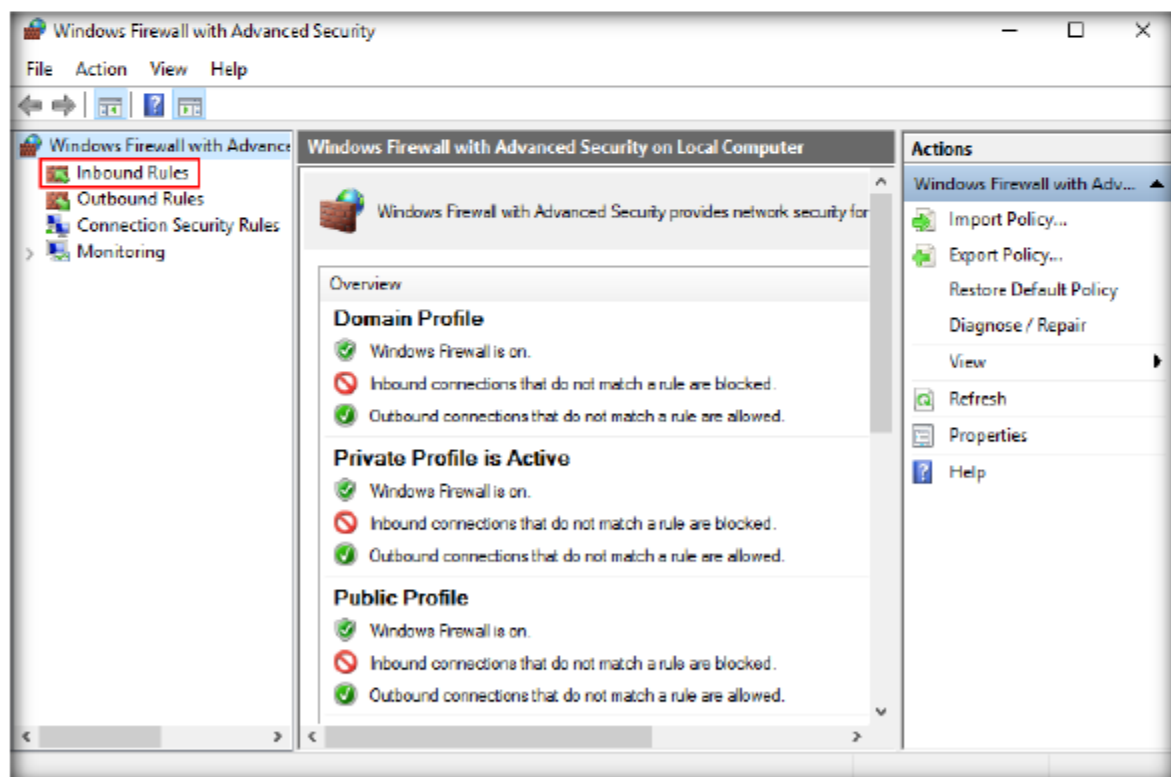 Windows Firewall with Advanced Security
File Action View Help
Windows Firewall with Advance
Inbound Rules
Outbound Rules
Connection Security Rules
Monitoring
Windows Firewall with Advanced Security on Local Computer
Windows Firewall with Advanced Security provides network security for
Overview
Domain Profile
Windows Firewall is on.
Inbound connections that do not match a rule are blocked.
Outbound connections that do not match a rule are allowed.
Private Profile is Active
Windows Firewall is on.
Inbound connections that do not match a rule are blocked.
Outbound connections that do not match a rule are allowed.
Public Profile
Windows Firewall is on.
Inbound connections that do not match a rule are blocked.
Outbound connections that do not match a rule are allowed.
Actions
Windows Firewall with Adv...
Import Policy...
Export Policy...
Restore Default Policy
Diagnose / Repair
View
Refresh
Properties
Help